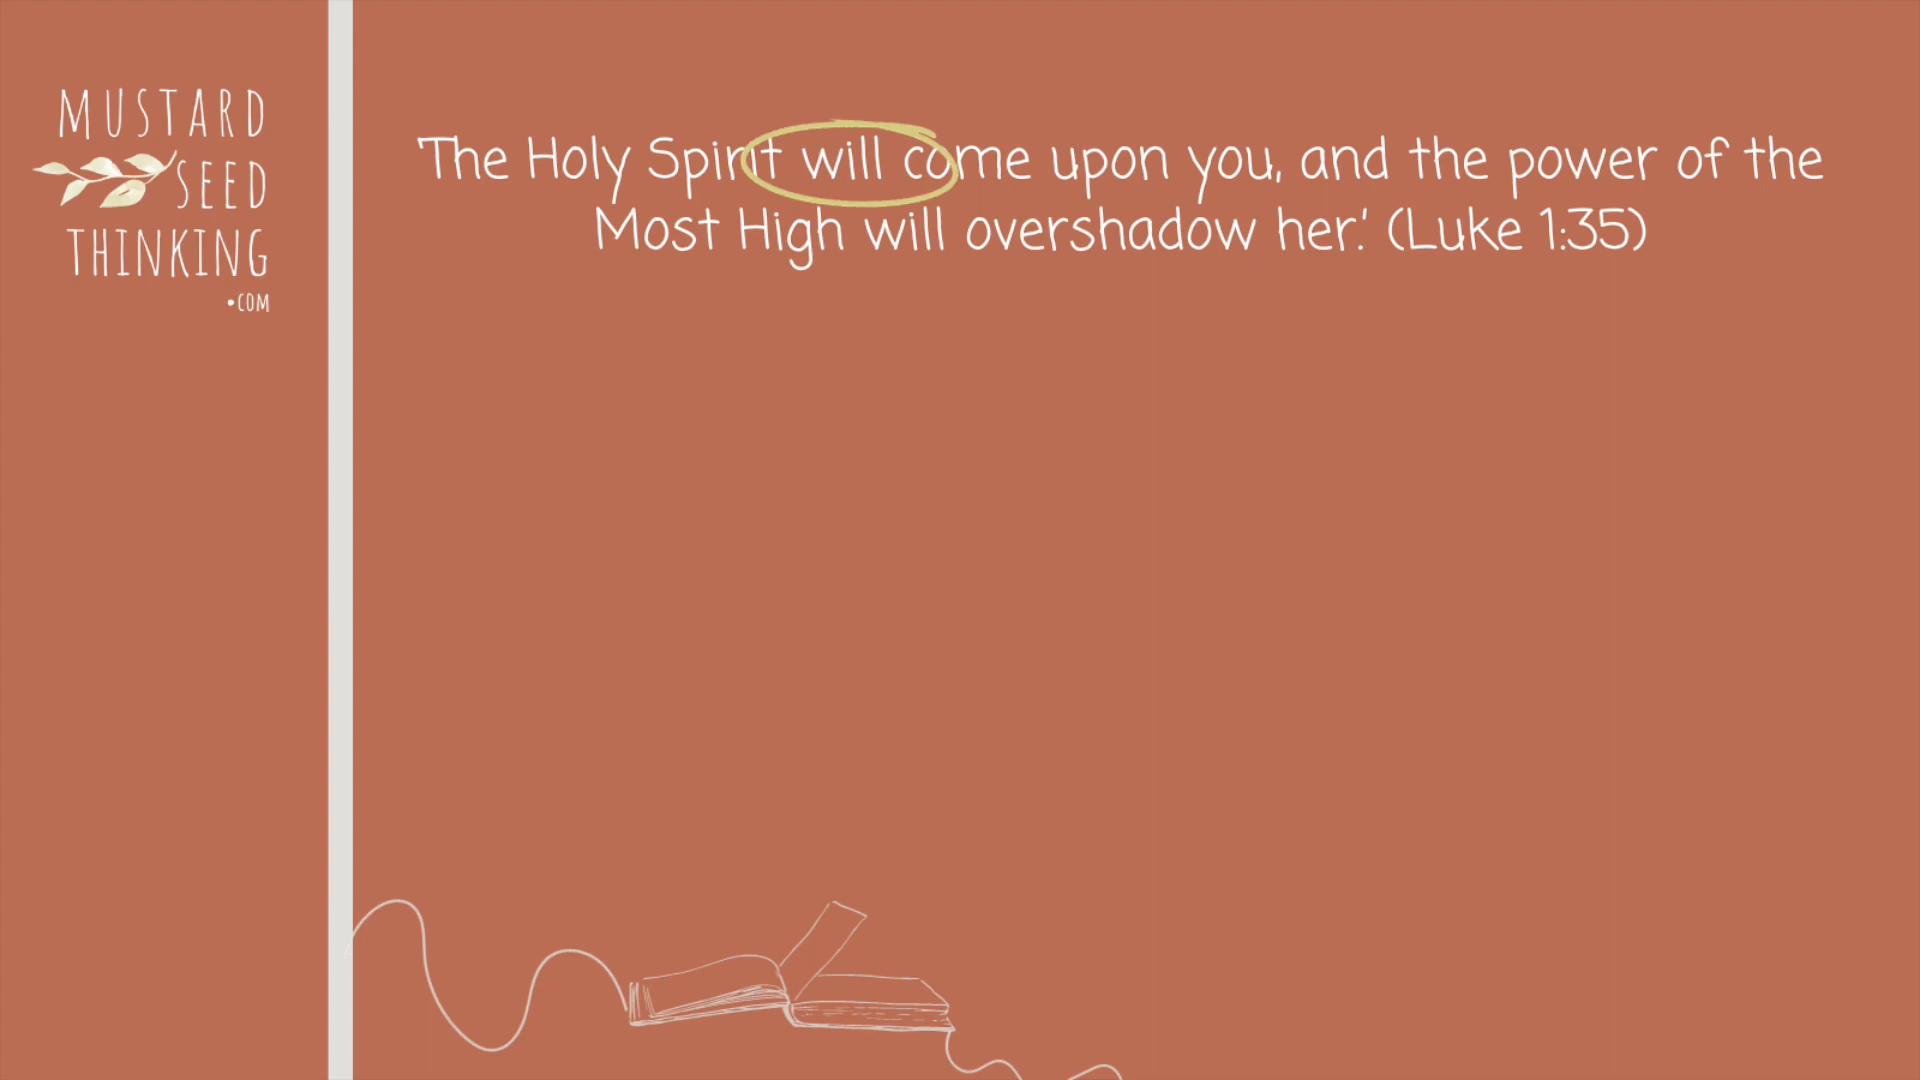 MUSTARD
SEED
THINKING
•COM
'The Holy Spirit will come upon you, and the power of the
Most High will overshadow her.' (Luke 1:35)